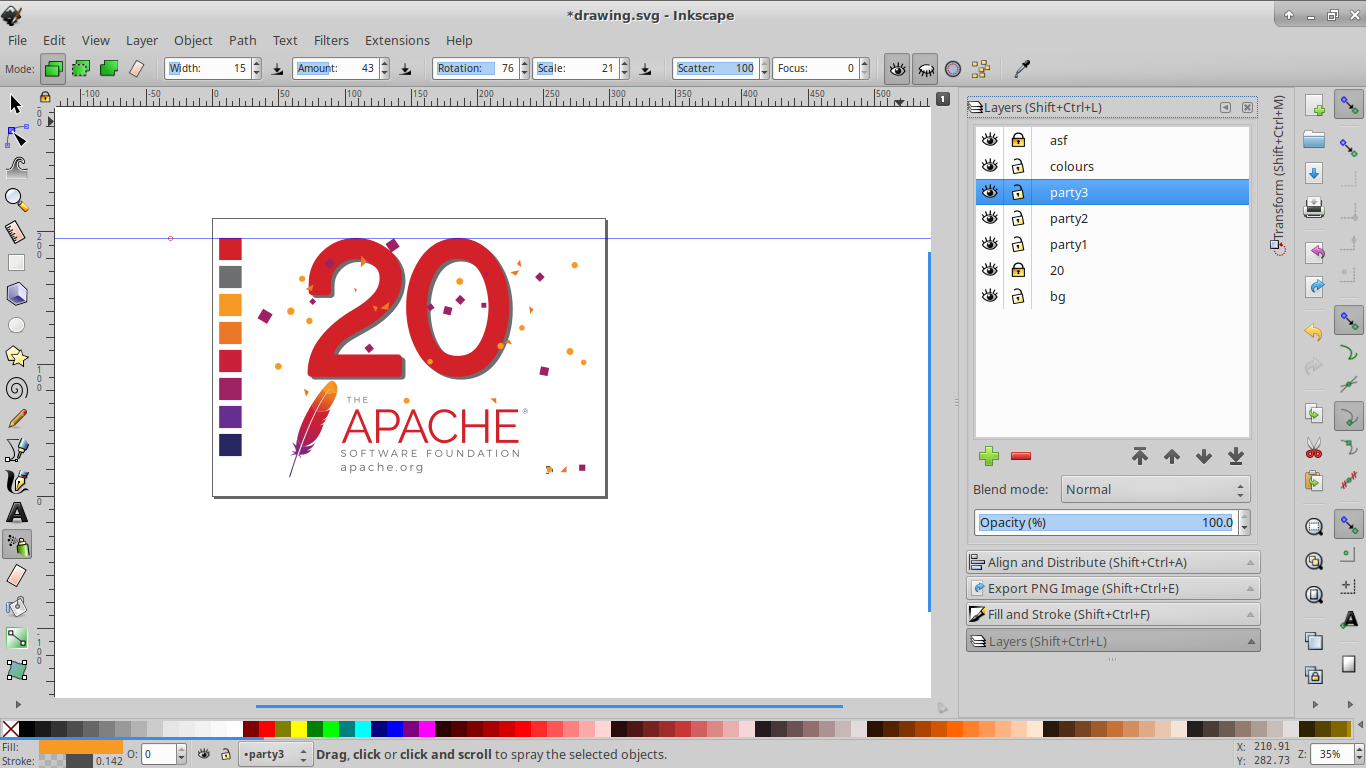 *drawing.svg - Inkscape
File Edit View Layer Object Path Text Filters Extensions Help
Mode: Width: 15 Amount: 43 Rotation: 76 Scale: 21 Scatter: 100 Focus: 0
-100 -50 0 50 100 150 200 250 300 350 400 450 500
1
Layers (Shift+Ctrl+L)
Transform (Shift+Ctrl+M)
asf
colours
party3
party2
party1
20
bg
20
THE
APACHE®
SOFTWARE FOUNDATION
apache.org
200
100
0
-100
Blend mode: Normal
Opacity (%) 100.0
Align and Distribute (Shift+Ctrl+A)
Export PNG Image (Shift+Ctrl+E)
Fill and Stroke (Shift+Ctrl+F)
Layers (Shift+Ctrl+L)
Fill:
Stroke: 0.142
O: 0
•party3
Drag, click or click and scroll to spray the selected objects.
X: 210.91
Y: 282.73
Z: 35%